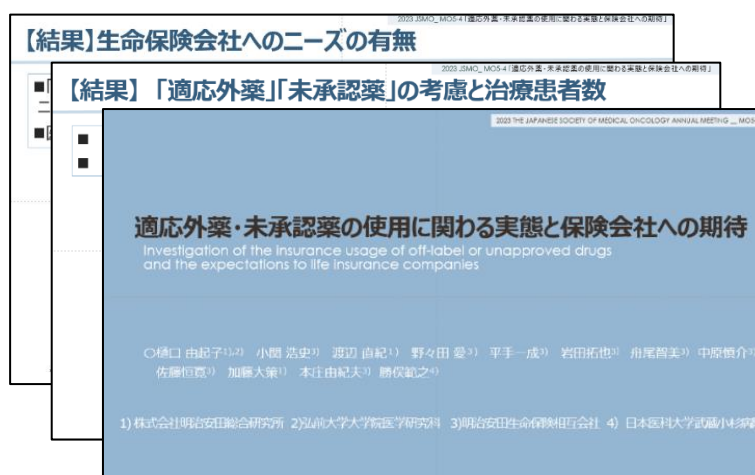 2023 JSMO_ MO5-4「適応外薬・未承認薬の使用に関わる実態と保険会社への期待」
【結果】生命保険会社へのニーズの有無
2023 JSMO_ MO5-4「適応外薬・未承認薬の使用に関わる実態と保険会社への期待」
【結果】「適応外薬」「未承認薬」の考慮と治療患者数
2023 THE JAPANESE SOCIETY OF MEDICAL ONCOLOGY ANNUAL MEETING __ MO5
適応外薬・未承認薬の使用に関わる実態と保険会社への期待
Investigation of the insurance usage of off-label or unapproved drugs
and the expectations to life insurance companies
〇樋口 由起子1),2) 小関 浩史3) 渡辺 直紀1) 野々田 愛3) 平手 一成3) 岩田拓也3) 舟尾智美3) 中原慎介3)
佐藤恒寛3) 加藤大策1) 本庄由紀夫3) 勝俣範之4)
1) 株式会社明治安田総合研究所 2)弘前大学大学院医学研究科 3)明治安田生命保険相互会社 4) 日本医科大学武蔵小杉病院